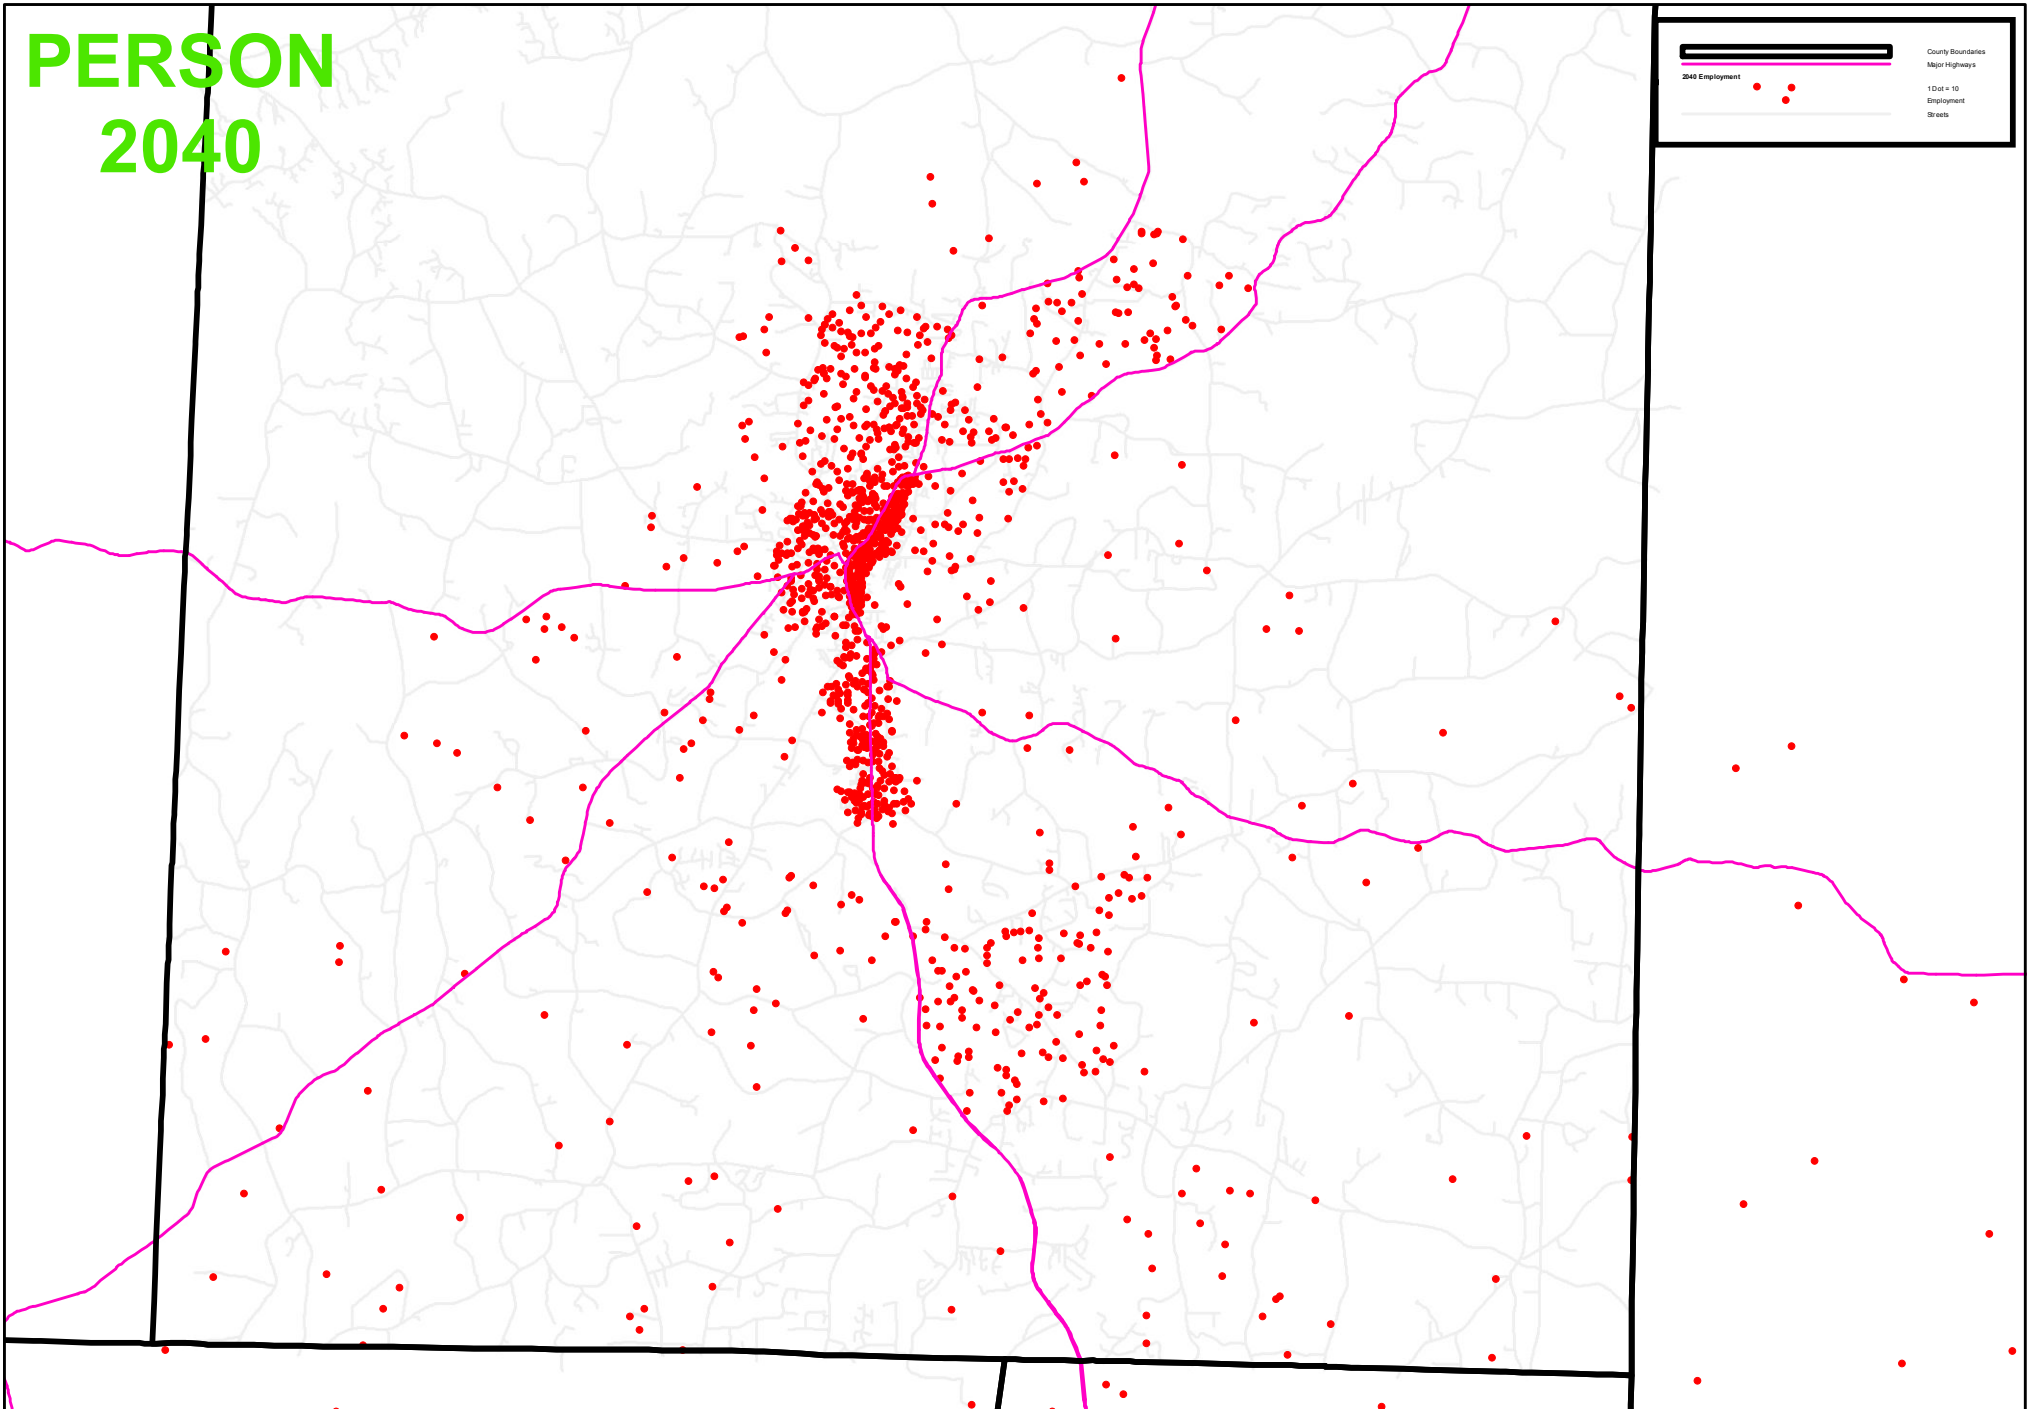 PERSON
2040
County Boundaries
Major Highways
2040 Employment
1 Dot = 10
Employment
Streets